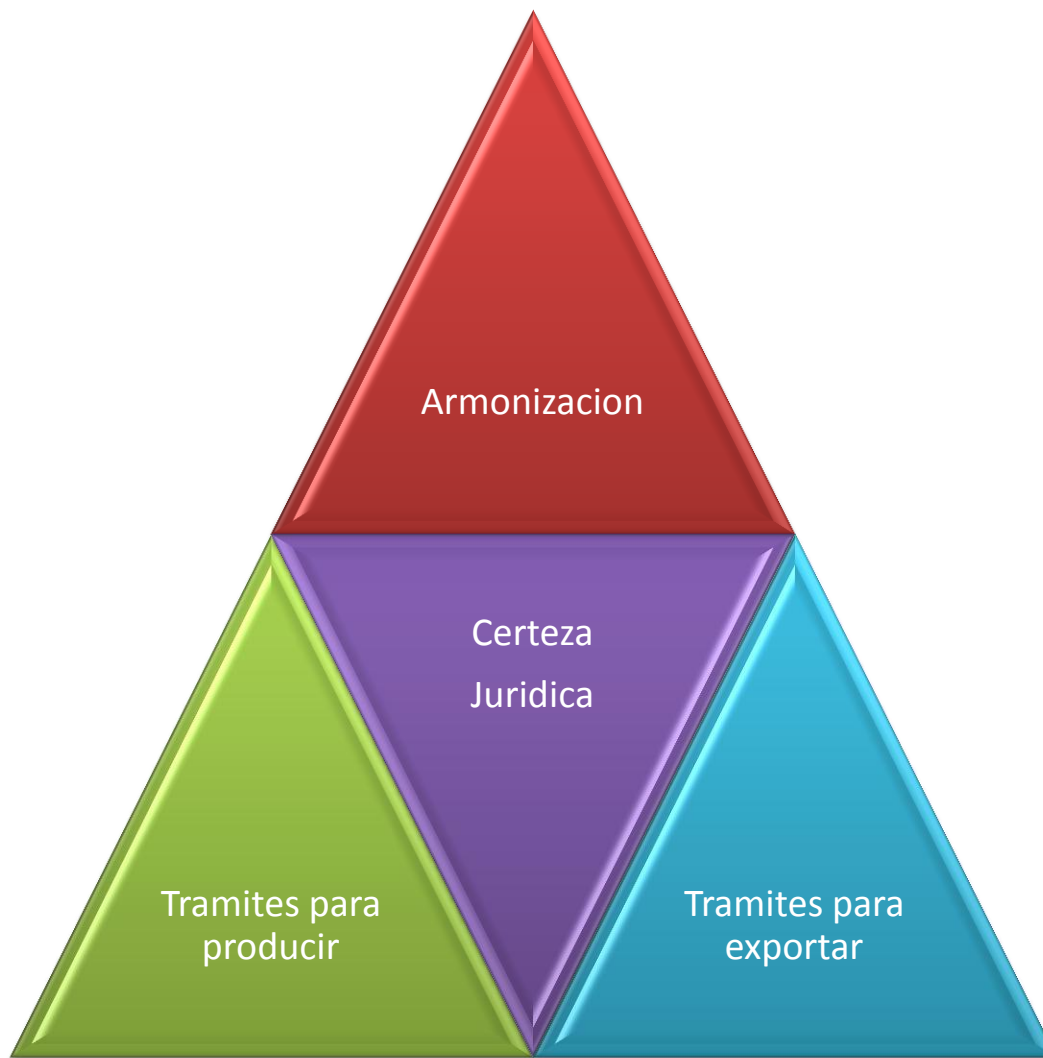 Armonizacion
Certeza
Juridica
Tramites para
producir
Tramites para
exportar